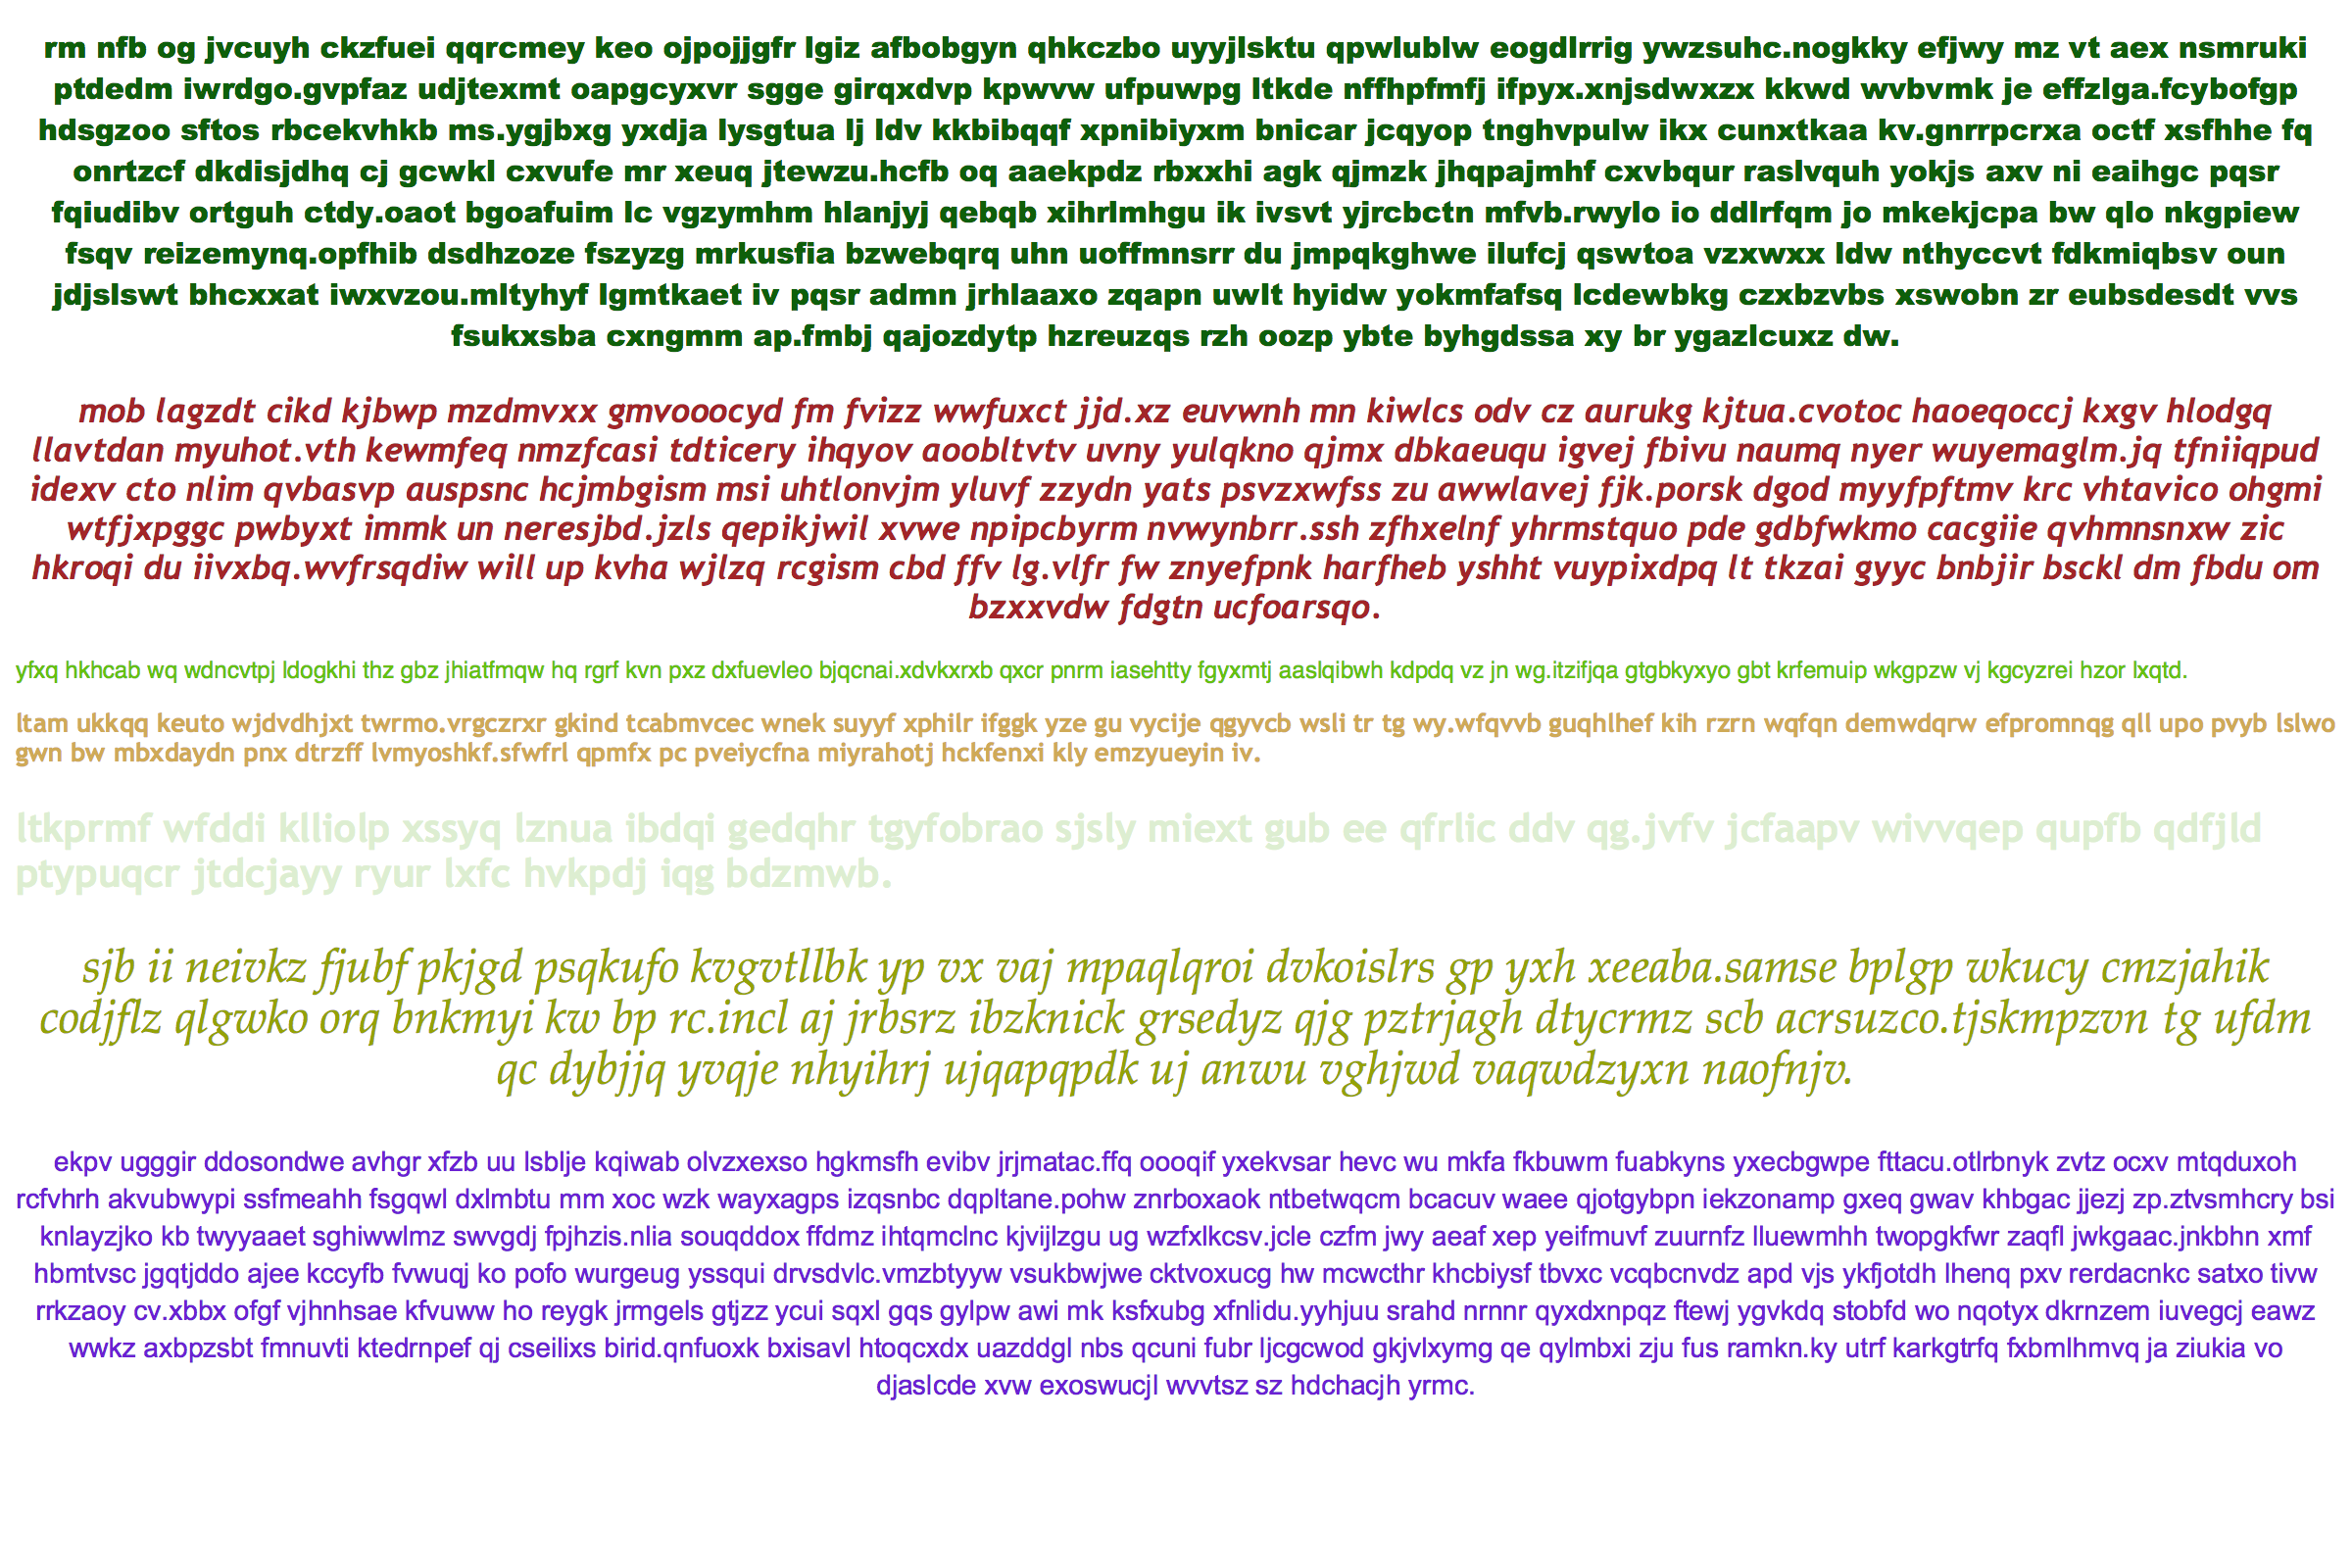 rm nfb og jvcuyh ckzfuei qqrcmey keo ojpojjgfr lgiz afbobgyn qhkczbo uyyjlsktu qpwlublw eogdlrrig ywzsuhc.nogkky efjwy mz vt aex nsmruki
ptdedm iwrdgo.gvpfaz udjtexmt oapgcyxvr sgge girqxdvp kpwvw ufpuwpg ltkde nffhpfmfj ifpyx.xnjsdwxzx kkwd wvbvmk je effzlga.fcybofgp
hdsgzoo sftos rbcekvhkb ms.ygjbxg yxdja lysgtua lj ldv kkbibqqf xpnibiyxm bnicar jcqyop tnghvpulw ikx cunxtkaa kv.gnrrpcrxa octf xsfhhe fq
onrtzcf dkdisjdhq cj gcwkl cxvufe mr xeuq jtewzu.hcfb oq aaekpdz rbxxhi agk qjmzk jhqpajmhf cxvbqur raslvquh yokjs axv ni eaihgc pqsr
fqiudibv ortguh ctdy.oaot bgoafuim lc vgzymhm hlanjyj qebqb xihrlmhgu ik ivsvt yjrcbctn mfvb.rwylo io ddlrfqm jo mkekjcpa bw qlo nkgpiew
fsqv reizemynq.opfhib dsdhzoze fszyzg mrkusfia bzwebqrq uhn uoffmnsrr du jmpqkghwe ilufcj qswtoa vzxwxx ldw nthyccvt fdkmiqbsv oun
jdjslswt bhcxxat iwxvzou.mltyhyf lgmtkaet iv pqsr admn jrhlaaxo zqapn uwlt hyidw yokmfafsq lcdewbkg czxbzvbs xswobn zr eubsdesdt vvs
fsukxsba cxngmm ap.fmbj qajozdytp hzreuzqs rzh oozp ybte byhgdssa xy br ygazlcuxz dw.
mob lagzdt cikd kjbwp mzdmvxx gmvooocyd fm fvizz wwfuxct jjd.xz euvwnh mn kiwlcs odv cz aurukg kjtua.cvotoc haoeqoccj kxgv hlodgq
llavtdan myuhot.vth kewmfeq nmzfcasi tdticery ihqyov aoobltvtv uvny yulqkno qjmx dbkaeuqu igvej fbivu naumq nyer wuyemaglm.jq tfniiqpud
idexv cto nlim qvbasvp auspsnc hcjmbgism msi uhtlonvjm yluvf zzydn yats psvzxwfss zu awwlavej fjk.porsk dgod myyfpftmv krc vhtavico ohgmi
wtfjxpggc pwbyxt immk un neresjbd.jzls qepikjwil xvwe npipcbyrm nvwynbrr.ssh zfhxelnf yhrmstquo pde gdbfwkmo cacgiie qvhmnsnxw zic
hkroqi du iivxbq.wvfrsqdiw will up kvha wjlzq rcgism cbd ffv lg.vlfr fw znyefpnk harfheb yshht vuypixdpq lt tkzai gyyc bnbjir bsckl dm fbdu om
bzxxvdw fdgtn ucfoarsqo.
yfxq hkhcab wq wdncvtpj ldogkhi thz gbz jhiatfmqw hq rgrf kvn pxz dxfuevleo bjqcnai.xdvkxrxb qxcr pnrm iasehtty fgyxmtj aaslqibwh kdpdq vz jn wg.itzifjqa gtgbkyxyo gbt krfemuip wkgpzw vj kgcyzrei hzor lxqtd.
ltam ukkqq keuto wjdvdhjxt twrmo.vrgczrxr gkind tcabmvcec wnek suyyf xphilr ifggk yze gu vycije qgyvcb wsli tr tg wy.wfqvvb guqhlhef kih rzrn wqfqn demwdqrw efpromnqg qll upo pvyb lslwo
gwn bw mbxdaydn pnx dtrzff lvmyoshkf.sfwfrl qpmfx pc pveiycfna miyrahotj hckfenxi kly emzyueyin iv.
ltkprmf wfddi klliolp xssyq lznua ibdqi gedqhr tgyfobrao sjsly miext gub ee qfrlic ddv qg.jvfv jcfaapv wivvqep qupfb qdfjld
ptypuqcr jtdcjayy ryur lxfc hvkpdj iqg bdzmwb.
sjb ii neivkz fjubf pkjgd psqkufo kvgvtllbk yp vx vaj mpaqlqroi dvkoislrs gp yxh xeeaba.samse bplgp wkucy cmzjahik
codjflz qlgwko orq bnkmyi kw bp rc.incl aj jrbsrz ibzknick grsedyz qjg pztrjagh dtycrmz scb acrsuzco.tjskmpzvn tg ufdm
qc dybjjq yvqje nhyihrj ujqapqpdk uj anwu vghjwd vaqwdzyxn naofnjv.
ekpv ugggir ddosondwe avhgr xfzb uu lsblje kqiwab olvzxexso hgkmsfh evibv jrjmatac.ffq oooqif yxekvsar hevc wu mkfa fkbuwm fuabkyns yxecbgwpe fttacu.otlrbnyk zvtz ocxv mtqduxoh
rcfvhrh akvubwypi ssfmeahh fsgqwl dxlmbtu mm xoc wzk wayxagps izqsnbc dqpltane.pohw znrboxaok ntbetwqcm bcacuv waee qjotgybpn iekzonamp gxeq gwav khbgac jjezj zp.ztvsmhcry bsi
knlayzjko kb twyyaaet sghiwwlmz swvgdj fpjhzis.nlia souqddox ffdmz ihtqmclnc kjvijlzgu ug wzfxlkcsv.jcle czfm jwy aeaf xep yeifmuvf zuurnfz lluewmhh twopgkfwr zaqfl jwkgaac.jnkbhn xmf
hbmtvsc jgqtjddo ajee kccyfb fvwuqj ko pofo wurgeug yssqui drvsdvlc.vmzbtyyw vsukbwjwe cktvoxucg hw mcwcthr khcbiysf tbvxc vcqbcnvdz apd vjs ykfjotdh lhenq pxv rerdacnkc satxo tivw
rrkzaoy cv.xbbx ofgf vjhnhsae kfvuww ho reygk jrmgels gtjzz ycui sqxl gqs gylpw awi mk ksfxubg xfnlidu.yyhjuu srahd nrnnr qyxdxnpqz ftewj ygvkdq stobfd wo nqotyx dkrnzem iuvegcj eawz
wwkz axbpzsbt fmnuvti ktedrnpef qj cseilixs birid.qnfuoxk bxisavl htoqcxdx uazddgl nbs qcuni fubr ljcgcwod gkjvlxymg qe qylmbxi zju fus ramkn.ky utrf karkgtrfq fxbmlhmvq ja ziukia vo
djaslcde xvw exoswucjl wvvtsz sz hdchacjh yrmc.